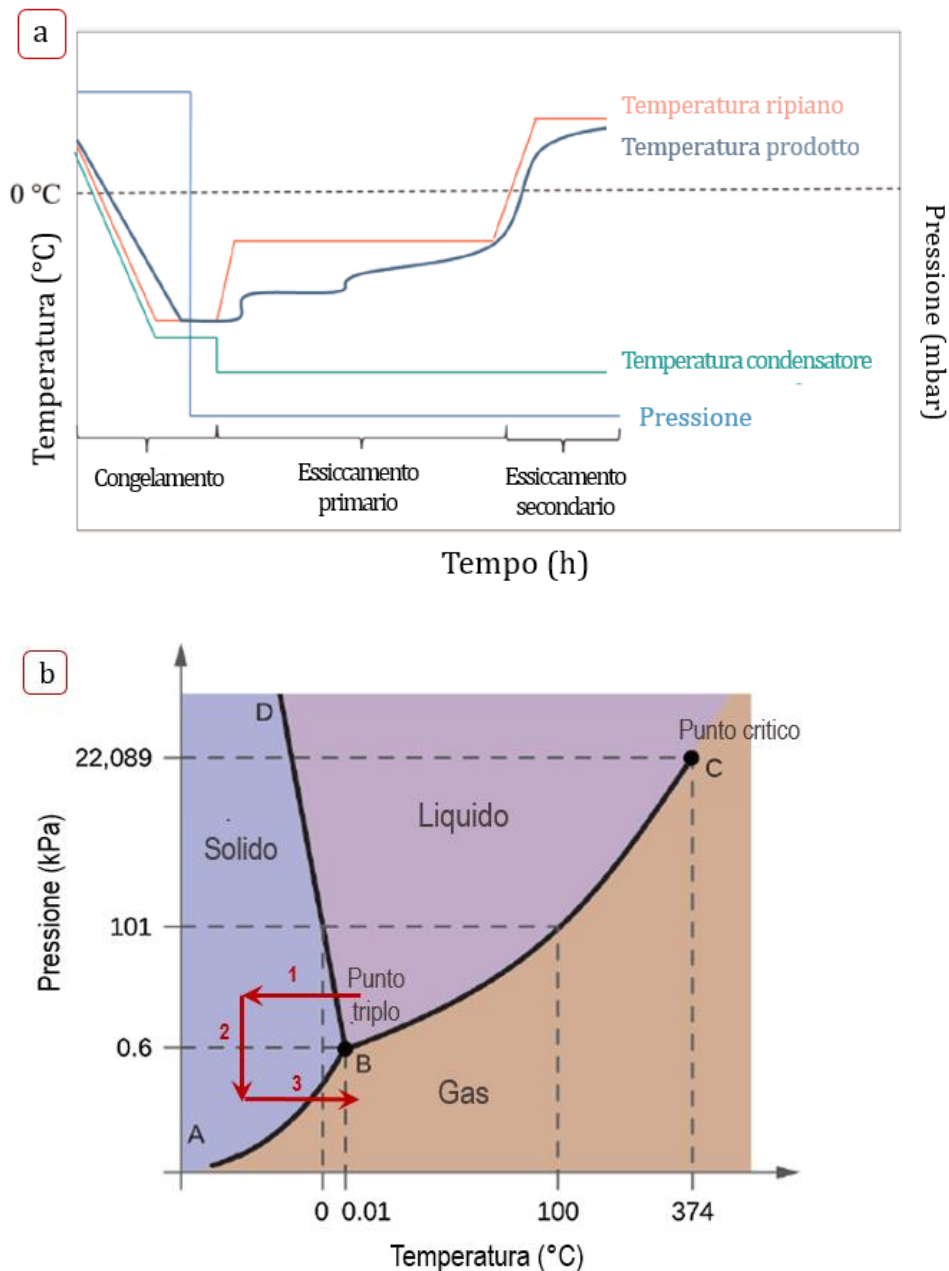 a
Temperatura ripiano
Temperatura prodotto
0 °C
Temperatura (°C)
Pressione (mbar)
Temperatura condensatore
Pressione
Congelamento
Essiccamento
primario
Essiccamento
secondario
Tempo (h)
b
D
Punto critico
22,089
C
Liquido
Solido
Pressione (kPa)
101
1
Punto
triplo
2
0.6
B
3
Gas
A
0
0.01
100
374
Temperatura (°C)